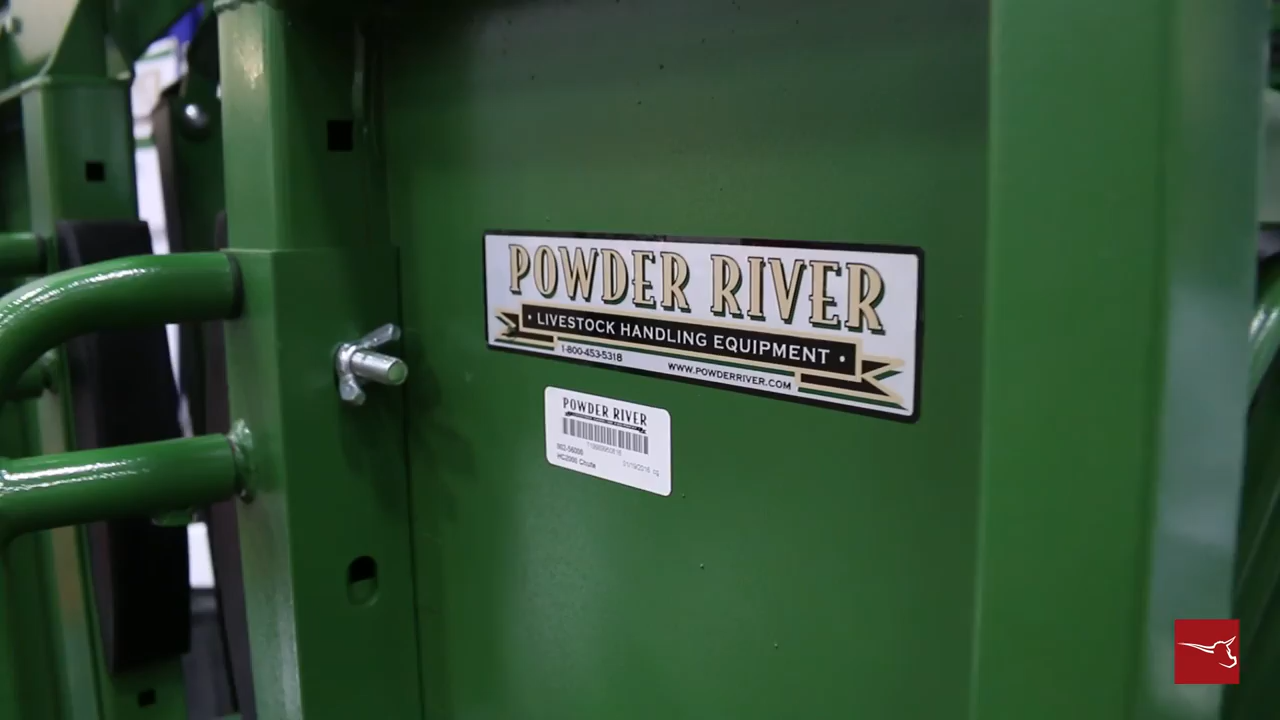 POWDER RIVER
• LIVESTOCK HANDLING EQUIPMENT •
1-800-453-5318
WWW.POWDERRIVER.COM
POWDER RIVER
HC2000 Chute